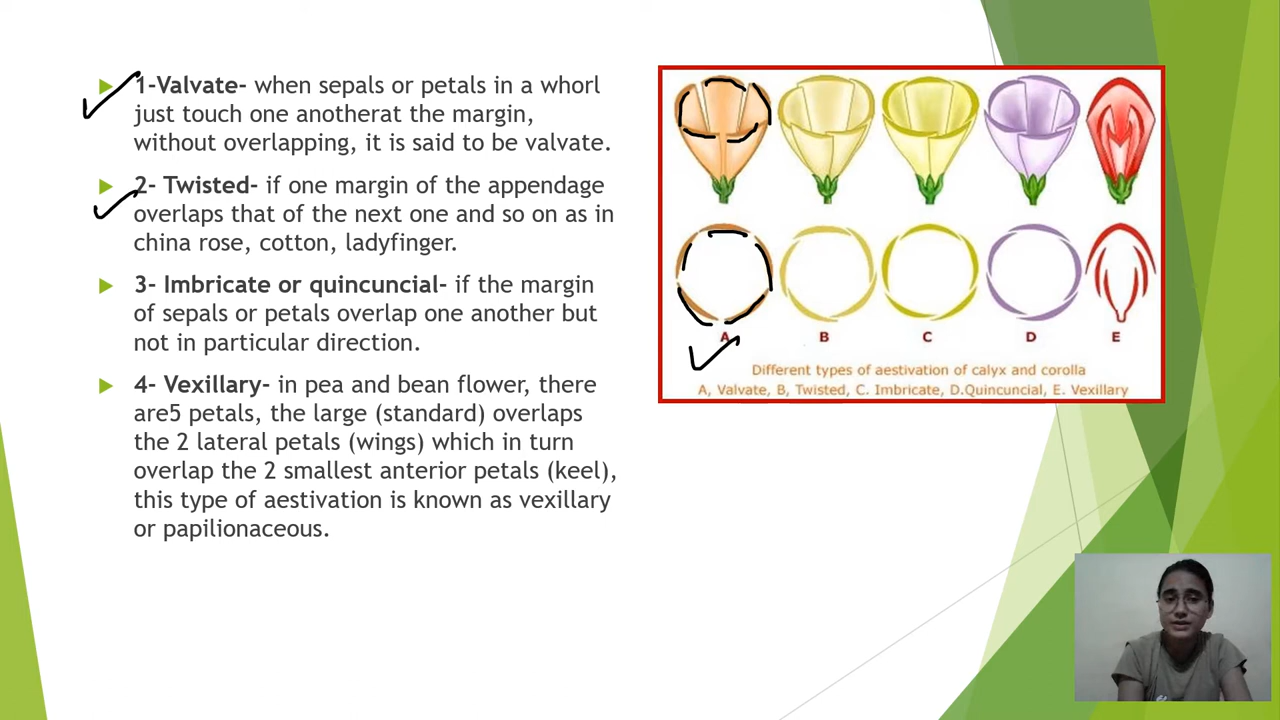 1-Valvate- when sepals or petals in a whorl
just touch one anotherat the margin,
without overlapping, it is said to be valvate.
2- Twisted- if one margin of the appendage
overlaps that of the next one and so on as in
china rose, cotton, ladyfinger.
3- Imbricate or quincuncial- if the margin
of sepals or petals overlap one another but
not in particular direction.
4- Vexillary- in pea and bean flower, there
are5 petals, the large (standard) overlaps
the 2 lateral petals (wings) which in turn
overlap the 2 smallest anterior petals (keel),
this type of aestivation is known as vexillary
or papilionaceous.
A B C D E
Different types of aestivation of calyx and corolla
A, Valvate, B, Twisted, C. Imbricate, D.Quincuncial, E. Vexillary